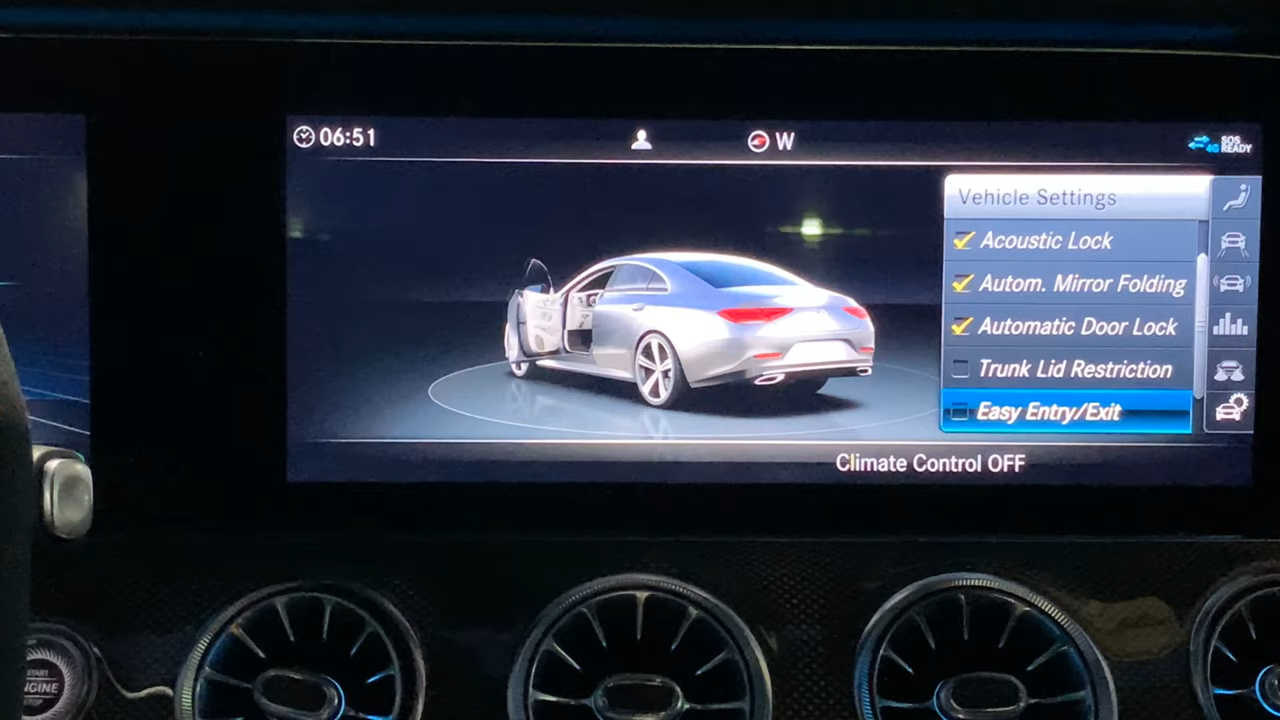 06:51
W
4G
SOS
READY
Vehicle Settings
Acoustic Lock
Autom. Mirror Folding
Automatic Door Lock
Trunk Lid Restriction
Easy Entry/Exit
Climate Control OFF
START
ENGINE